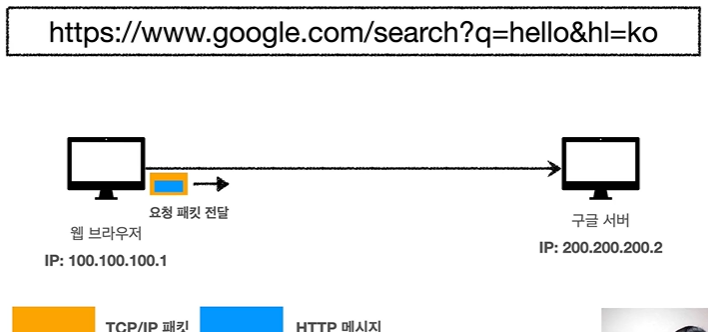 https://www.google.com/search?q=hello&hl=ko
요청 패킷 전달
웹 브라우저
구글 서버
IP: 100.100.100.1
IP: 200.200.200.2
TCP/IP 패킷
HTTP 메시지